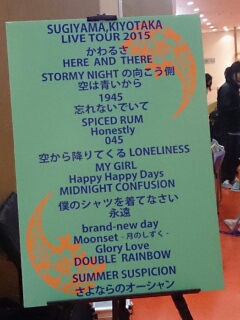 SUGIYAMA,KIYOTAKA
LIVE TOUR 2015
かわるさ
HERE AND THERE
STORMY NIGHT の向こう側
空は青いから
1945
忘れないでいて
SPICED RUM
Honestly
045
空から降りてくる LONELINESS
MY GIRL
Happy Happy Days
MIDNIGHT CONFUSION
僕のシャツを着てなさい
永遠
brand-new day
Moonset - 月のしずく -
Glory Love
DOUBLE RAINBOW
SUMMER SUSPICION
さよならのオーシャン